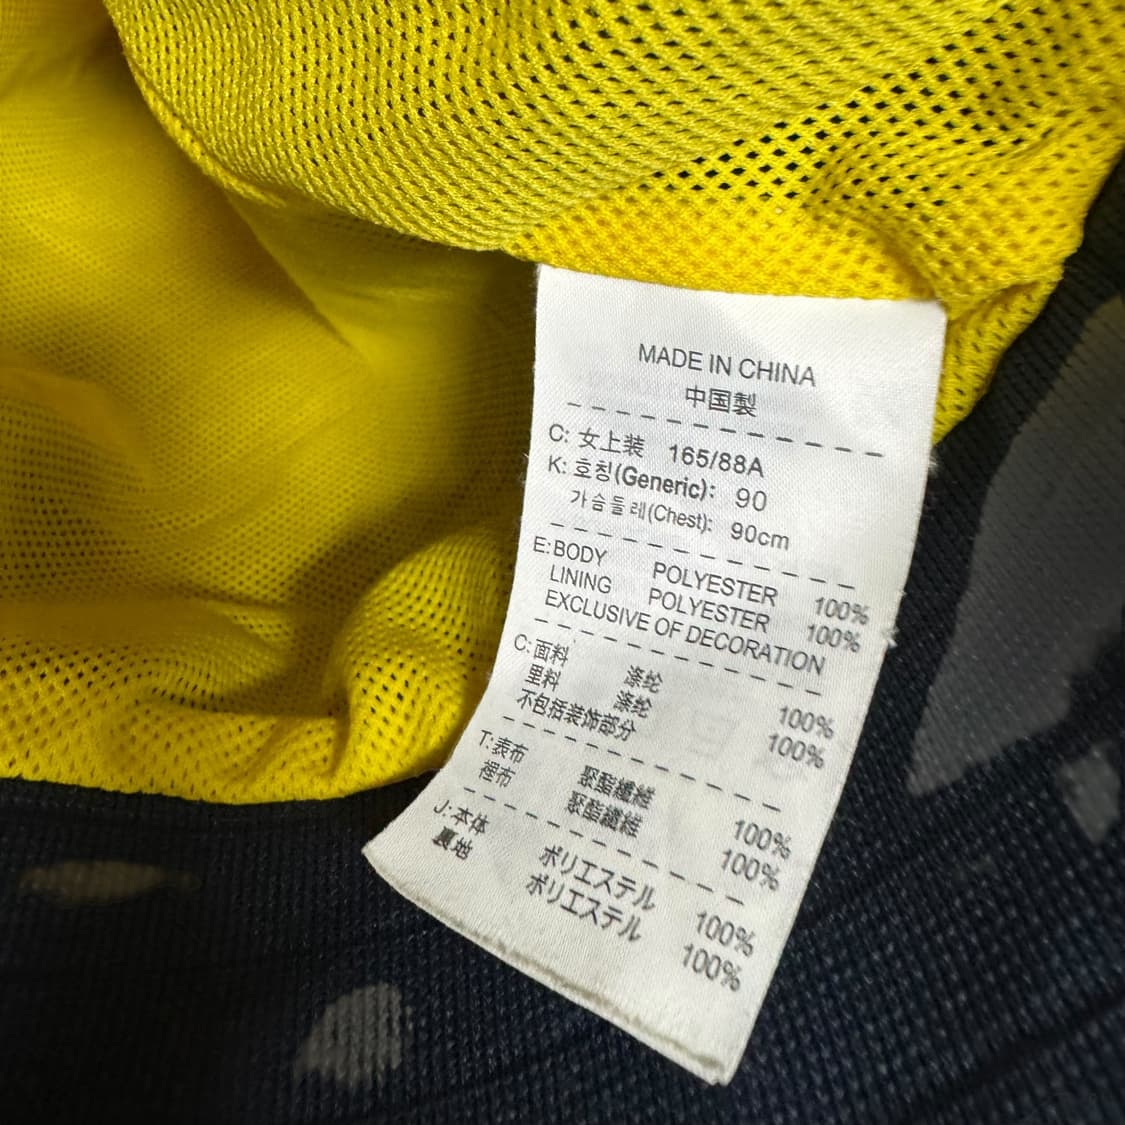 MADE IN CHINA
中国製
C: 女上装 165/88A
K: 호칭(Generic): 90
가슴둘레(Chest): 90cm
E: BODY POLYESTER 100%
LINING POLYESTER 100%
EXCLUSIVE OF DECORATION
C: 面料 涤纶 100%
里料 涤纶 100%
不包括装饰部分
T: 表布 聚酯纖維 100%
裡布 聚酯纖維 100%
J: 本体 ポリエステル 100%
裏地 ポリエステル 100%